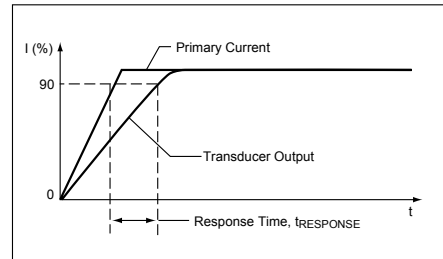 I (%)
Primary Current
90
Transducer Output
0
t
Response Time, tRESPONSE